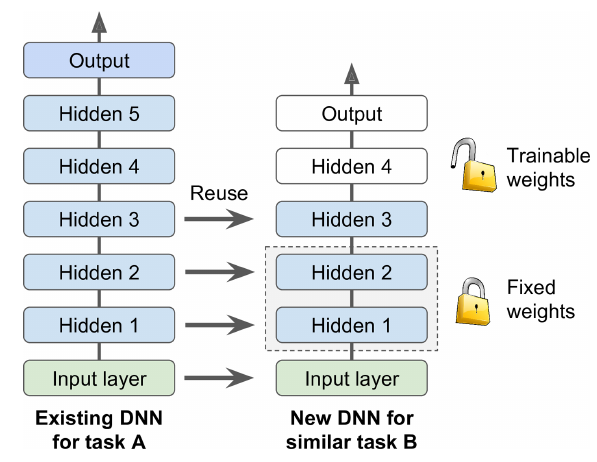 Output
Hidden 5
Hidden 4
Hidden 3
Hidden 2
Hidden 1
Input layer
Existing DNN
for task A
Reuse
Output
Hidden 4
Hidden 3
Hidden 2
Hidden 1
Input layer
New DNN for
similar task B
Trainable
weights
Fixed
weights